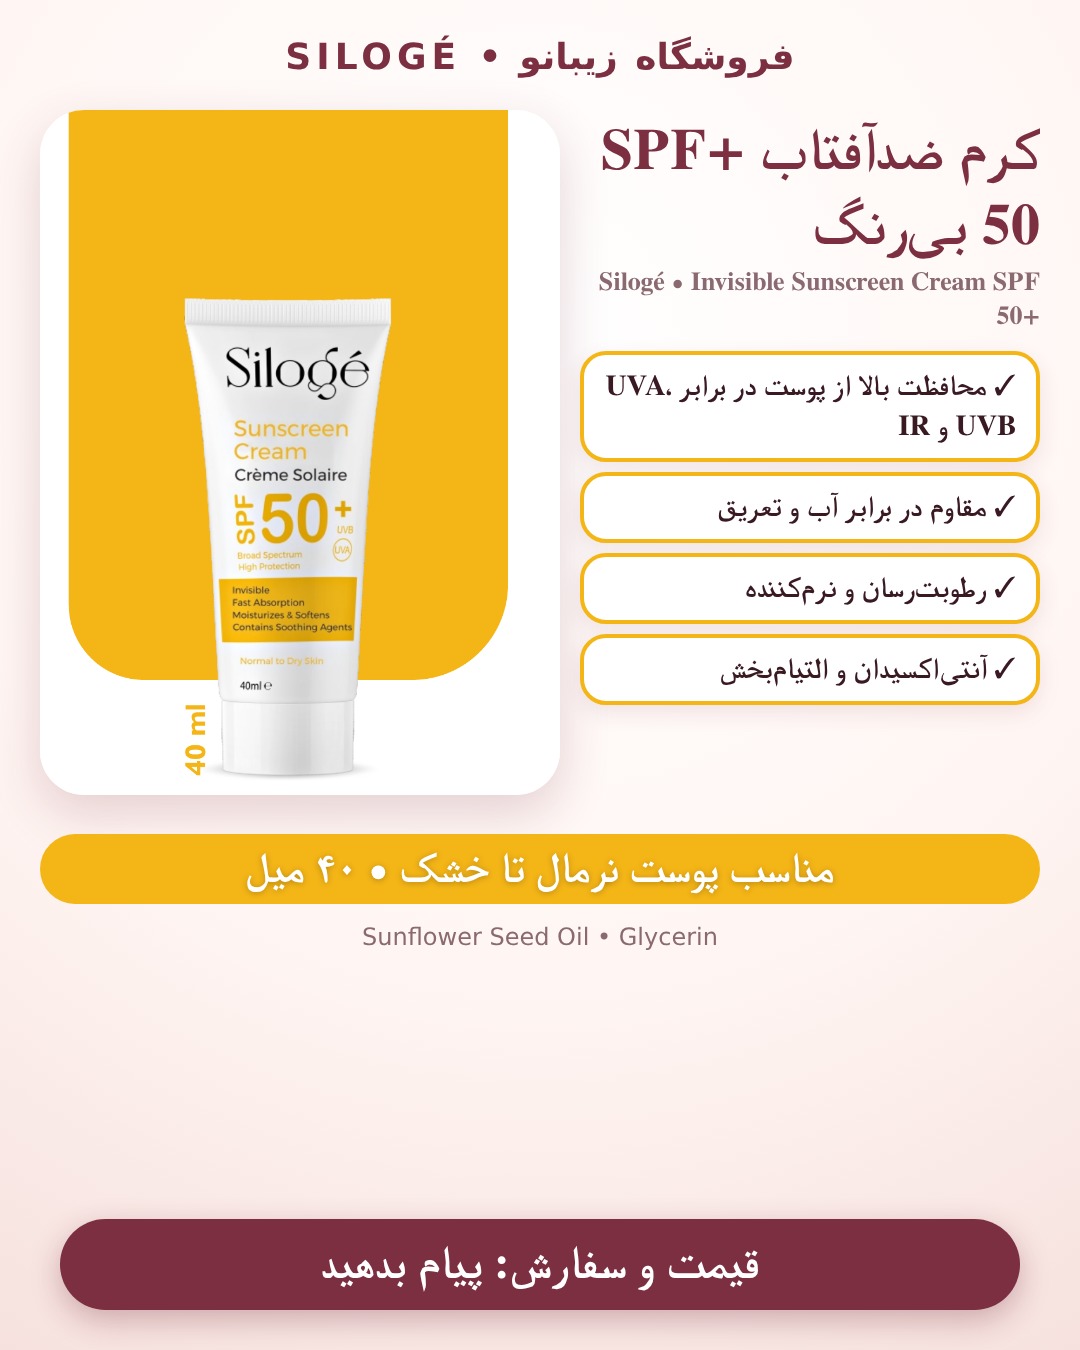 فروشگاه زیبانو • SILOGÉ
کرم ضدآفتاب SPF+
50 بی‌رنگ
Silogé • Invisible Sunscreen Cream SPF
50+
✓ محافظت بالا از پوست در برابر UVA،
UVB و IR
✓ مقاوم در برابر آب و تعریق
✓ رطوبت‌رسان و نرم‌کننده
✓ آنتی‌اکسیدان و التیام‌بخش
Silogé
Sunscreen
Cream
Crème Solaire
SPF 50+
UVB
UVA
Broad Spectrum
High Protection
Invisible
Fast Absorption
Moisturizes & Softens
Contains Soothing Agents
Normal to Dry Skin
40ml ℮
40 ml
مناسب پوست نرمال تا خشک • ۴۰ میل
Sunflower Seed Oil • Glycerin
قیمت و سفارش: پیام بدهید